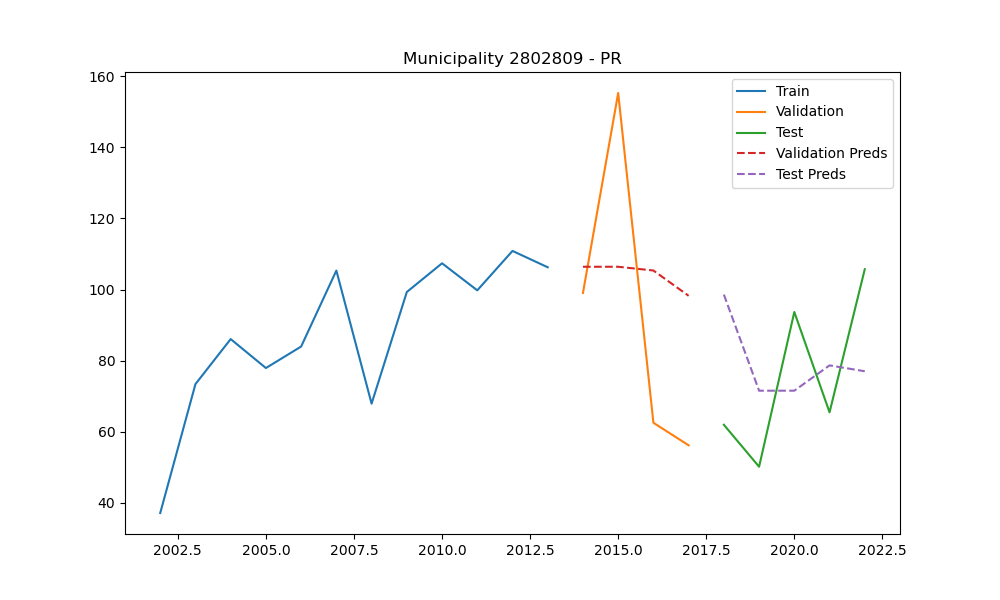 Municipality 2802809 - PR
160
140
120
100
80
60
40
Train
Validation
Test
Validation Preds
Test Preds
2002.5 2005.0 2007.5 2010.0 2012.5 2015.0 2017.5 2020.0 2022.5